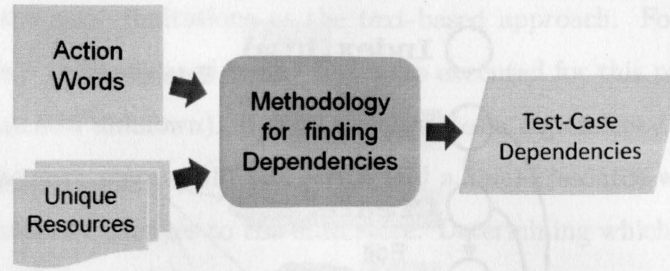 Action
Words
Methodology
for finding
Dependencies
Test-Case
Dependencies
Unique
Resources